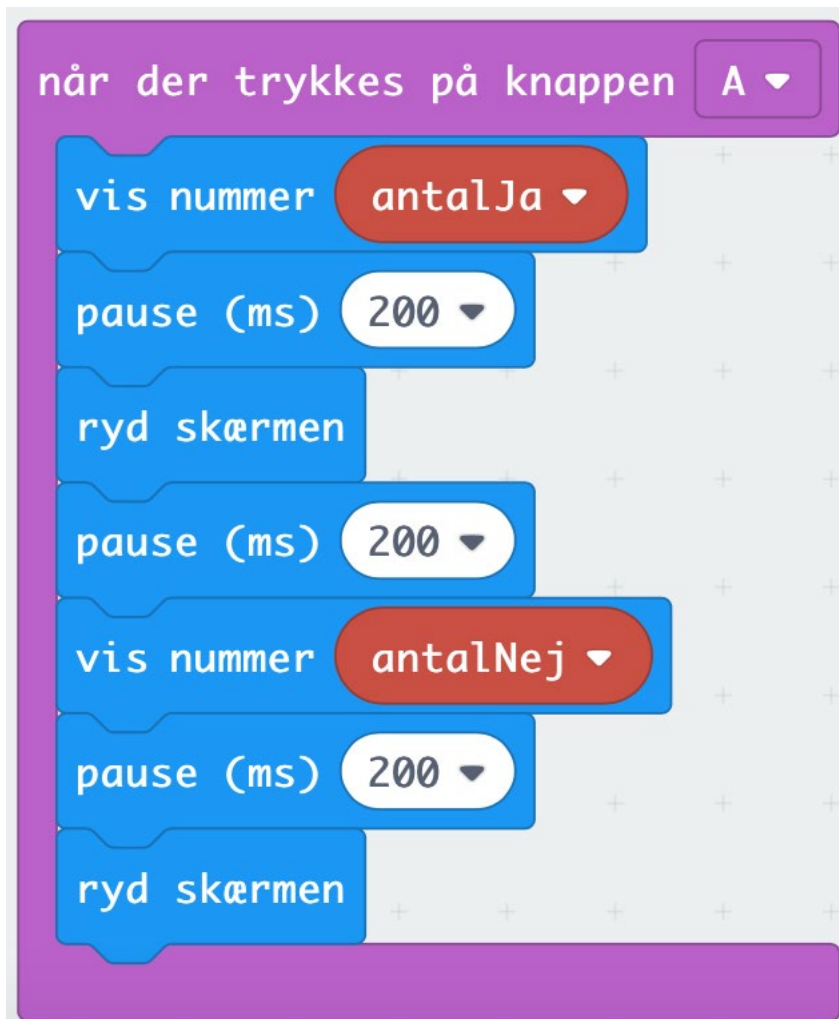 når der trykkes på knappen A
vis nummer antalJa
pause (ms) 200
ryd skærmen
pause (ms) 200
vis nummer antalNej
pause (ms) 200
ryd skærmen